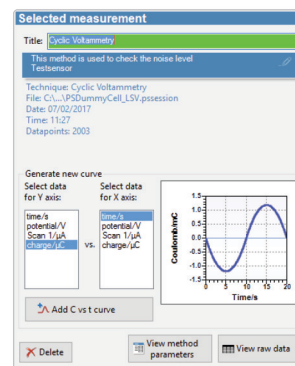 Selected measurement
Title: Cyclic Voltammetry
This method is used to check the noise level
Testsensor
Technique: Cyclic Voltammetry
File: C:\...\PSDummyCell_LSV.pssession
Date: 07/02/2017
Time: 11:27
Datapoints: 2003
Generate new curve
Select data for Y axis:
time/s
potential/V
Scan 1/µA
charge/µC
vs.
Select data for X axis:
time/s
potential/V
Scan 1/µA
charge/µC
Coulomb/mC
1.5
1.0
0.5
0.0
-0.5
-1.0
-1.5
0 5 10 15 20
Time/s
Add C vs t curve
Delete
View method
parameters
View raw data